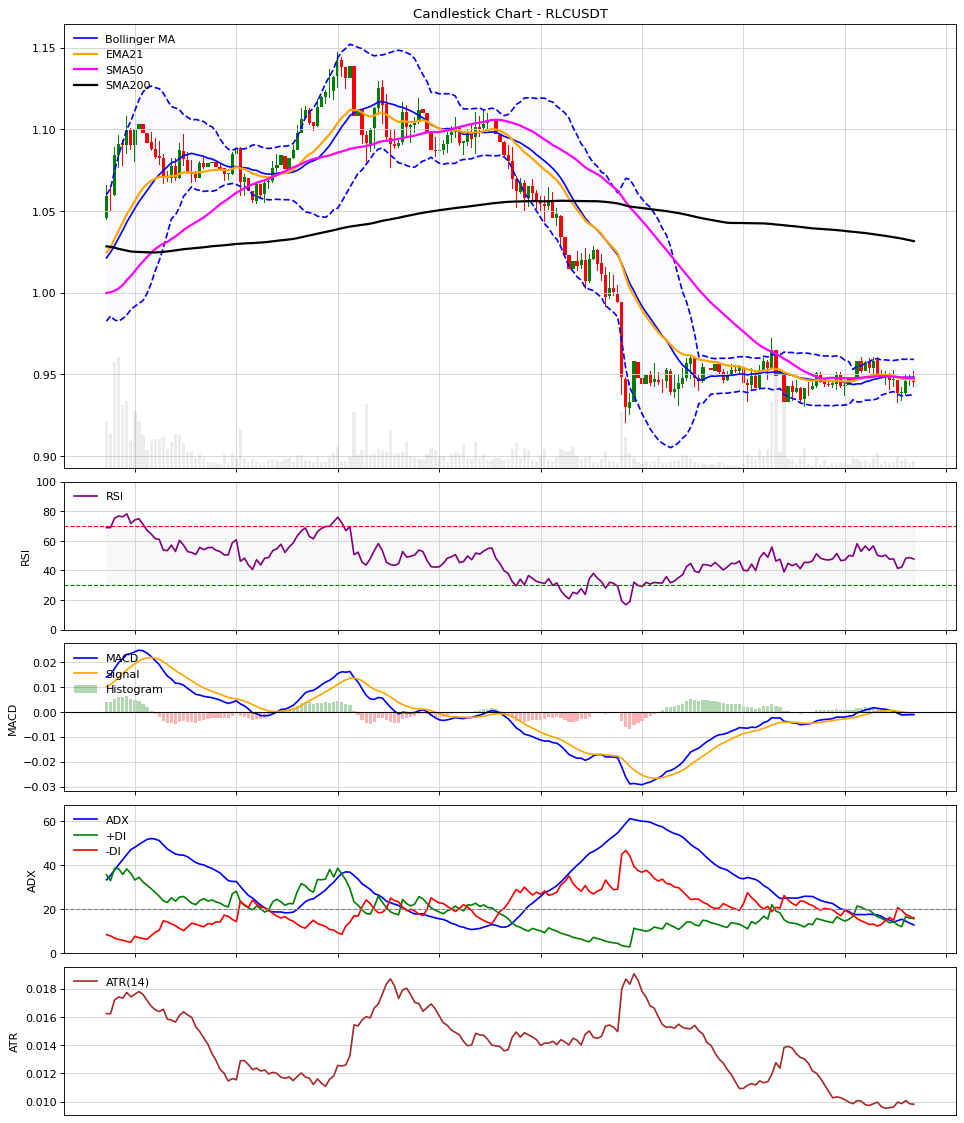 Candlestick Chart - RLCUSDT
Bollinger MA
EMA21
SMA50
SMA200
1.15
1.10
1.05
1.00
0.95
0.90
RSI
RSI
100
80
60
40
20
0
MACD
Signal
Histogram
MACD
0.02
0.01
0.00
−0.01
−0.02
−0.03
ADX
+DI
-DI
ADX
60
40
20
0
ATR(14)
ATR
0.018
0.016
0.014
0.012
0.010